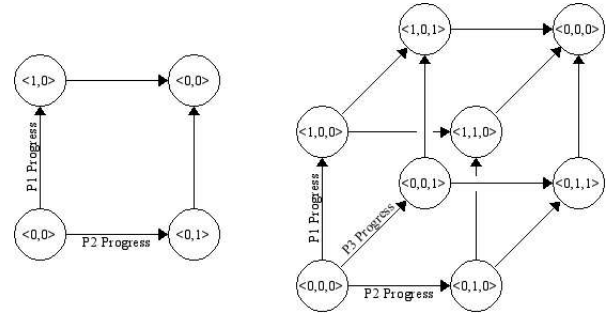 <1,0>
<0,0>
P1 Progress
<0,0>
P2 Progress
<0,1>
<1,0,1>
<0,0,0>
<1,0,0>
<1,1,0>
P1 Progress
P3 Progress
<0,0,1>
<0,1,1>
<0,0,0>
P2 Progress
<0,1,0>